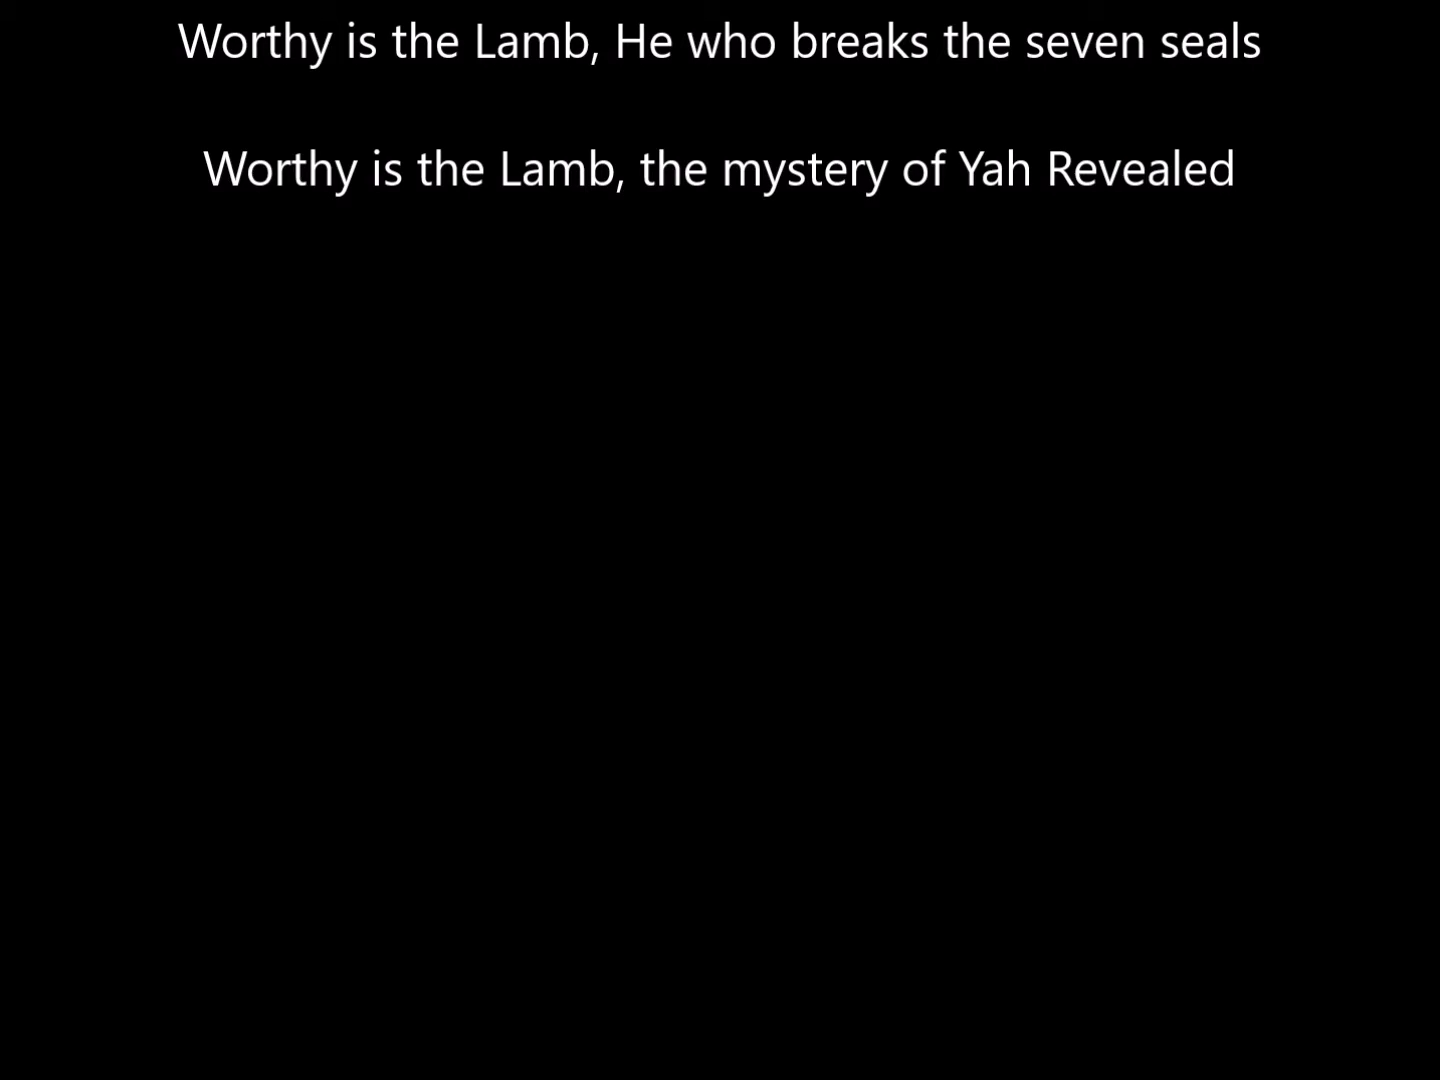 Worthy is the Lamb, He who breaks the seven seals
Worthy is the Lamb, the mystery of Yah Revealed